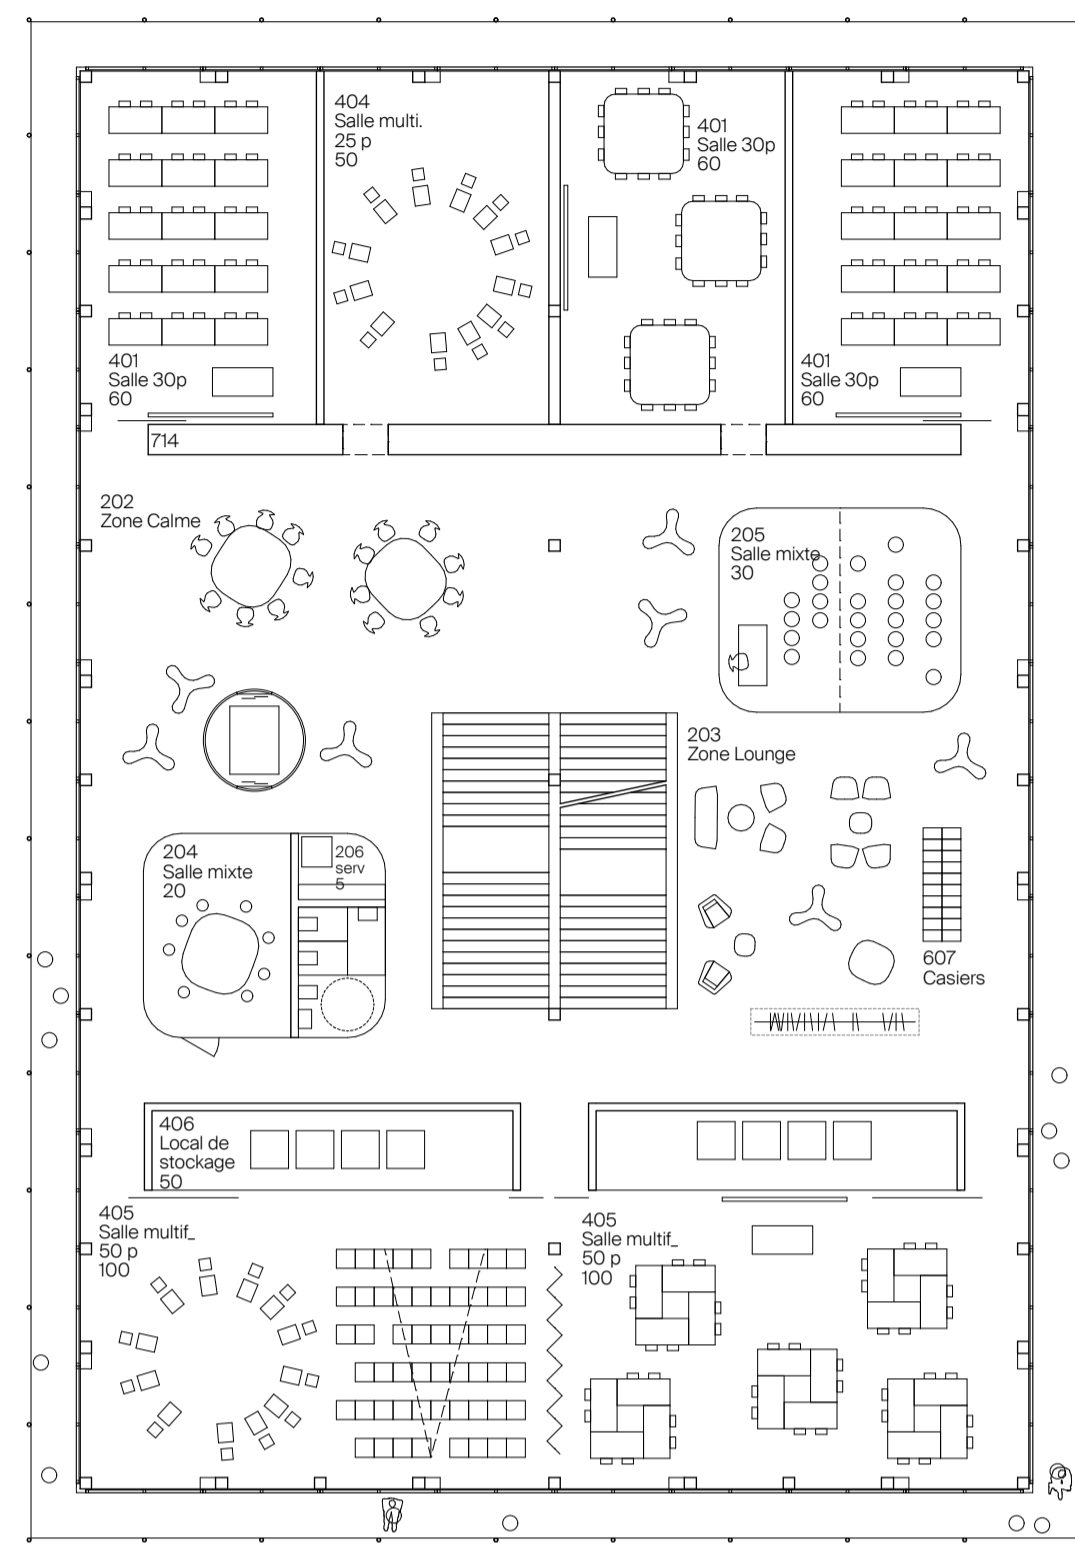 404
Salle multi.
25 p
50
401
Salle 30p
60
401
Salle 30p
60
401
Salle 30p
60
714
202
Zone Calme
205
Salle mixte
30
203
Zone Lounge
204
Salle mixte
20
206
serv
5
607
Casiers
406
Local de
stockage
50
405
Salle multif_
50 p
100
405
Salle multif_
50 p
100